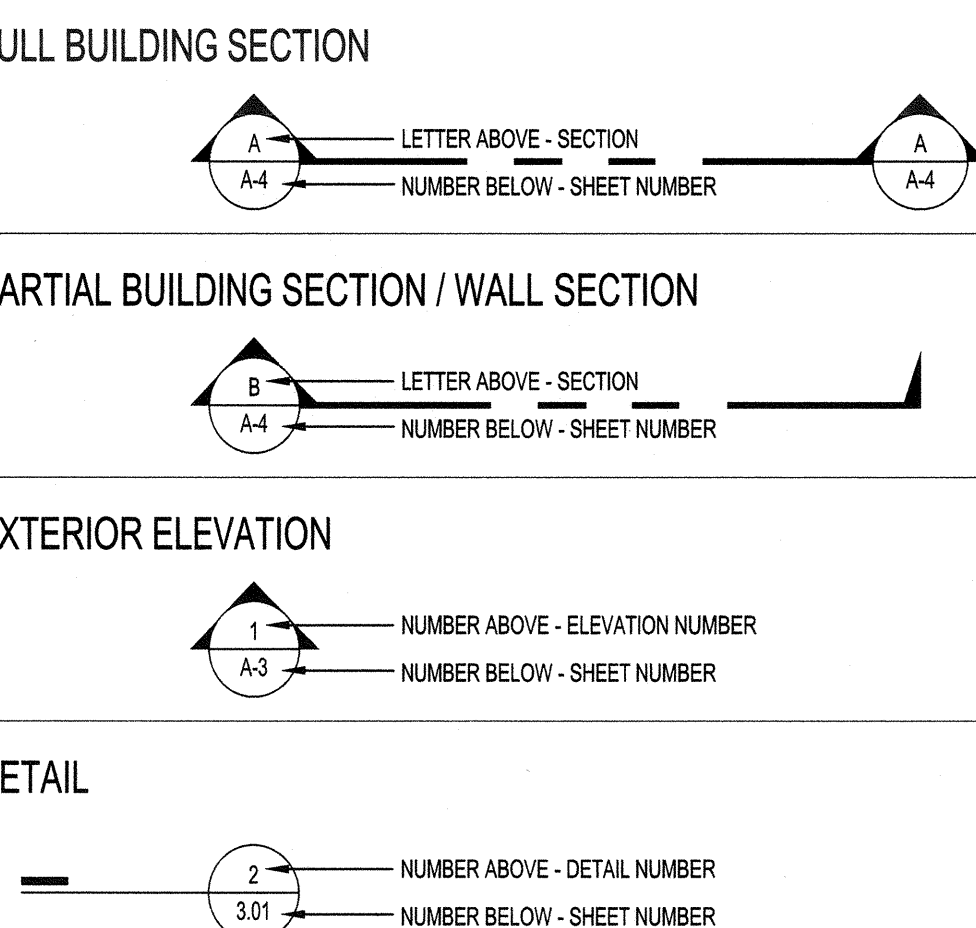 ULL BUILDING SECTION
A LETTER ABOVE - SECTION A
A-4 NUMBER BELOW - SHEET NUMBER A-4
ARTIAL BUILDING SECTION / WALL SECTION
B LETTER ABOVE - SECTION
A-4 NUMBER BELOW - SHEET NUMBER
XTERIOR ELEVATION
1 NUMBER ABOVE - ELEVATION NUMBER
A-3 NUMBER BELOW - SHEET NUMBER
ETAIL
2 NUMBER ABOVE - DETAIL NUMBER
3.01 NUMBER BELOW - SHEET NUMBER